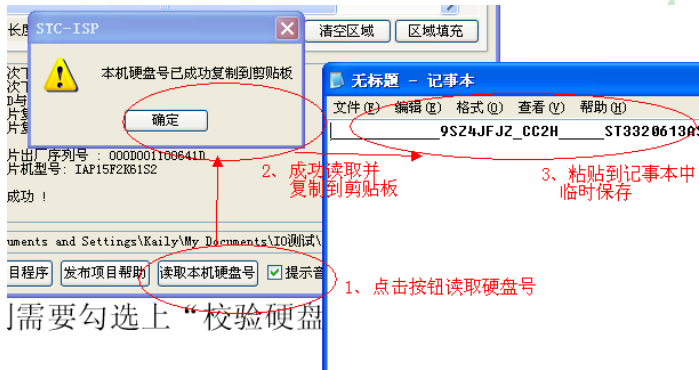 长度
清空区域
区域填充
STC-ISP
本机硬盘号已成功复制到剪贴板
确定
无标题 - 记事本
文件(F) 编辑(E) 格式(O) 查看(V) 帮助(H)
_________9SZ4JFJZ_CC2H_____ST3320613AS
片出厂序列号 : 000D001100641D
片机型号: IAP15F2K61S2
成功 !
2、成功读取并
复制到剪贴板
3、粘贴到记事本中
临时保存
uments and Settings\Kaily\My Documents\IO测试\
目程序
发布项目帮助
读取本机硬盘号
提示音
1、点击按钮读取硬盘号
需要勾选上“校验硬盘